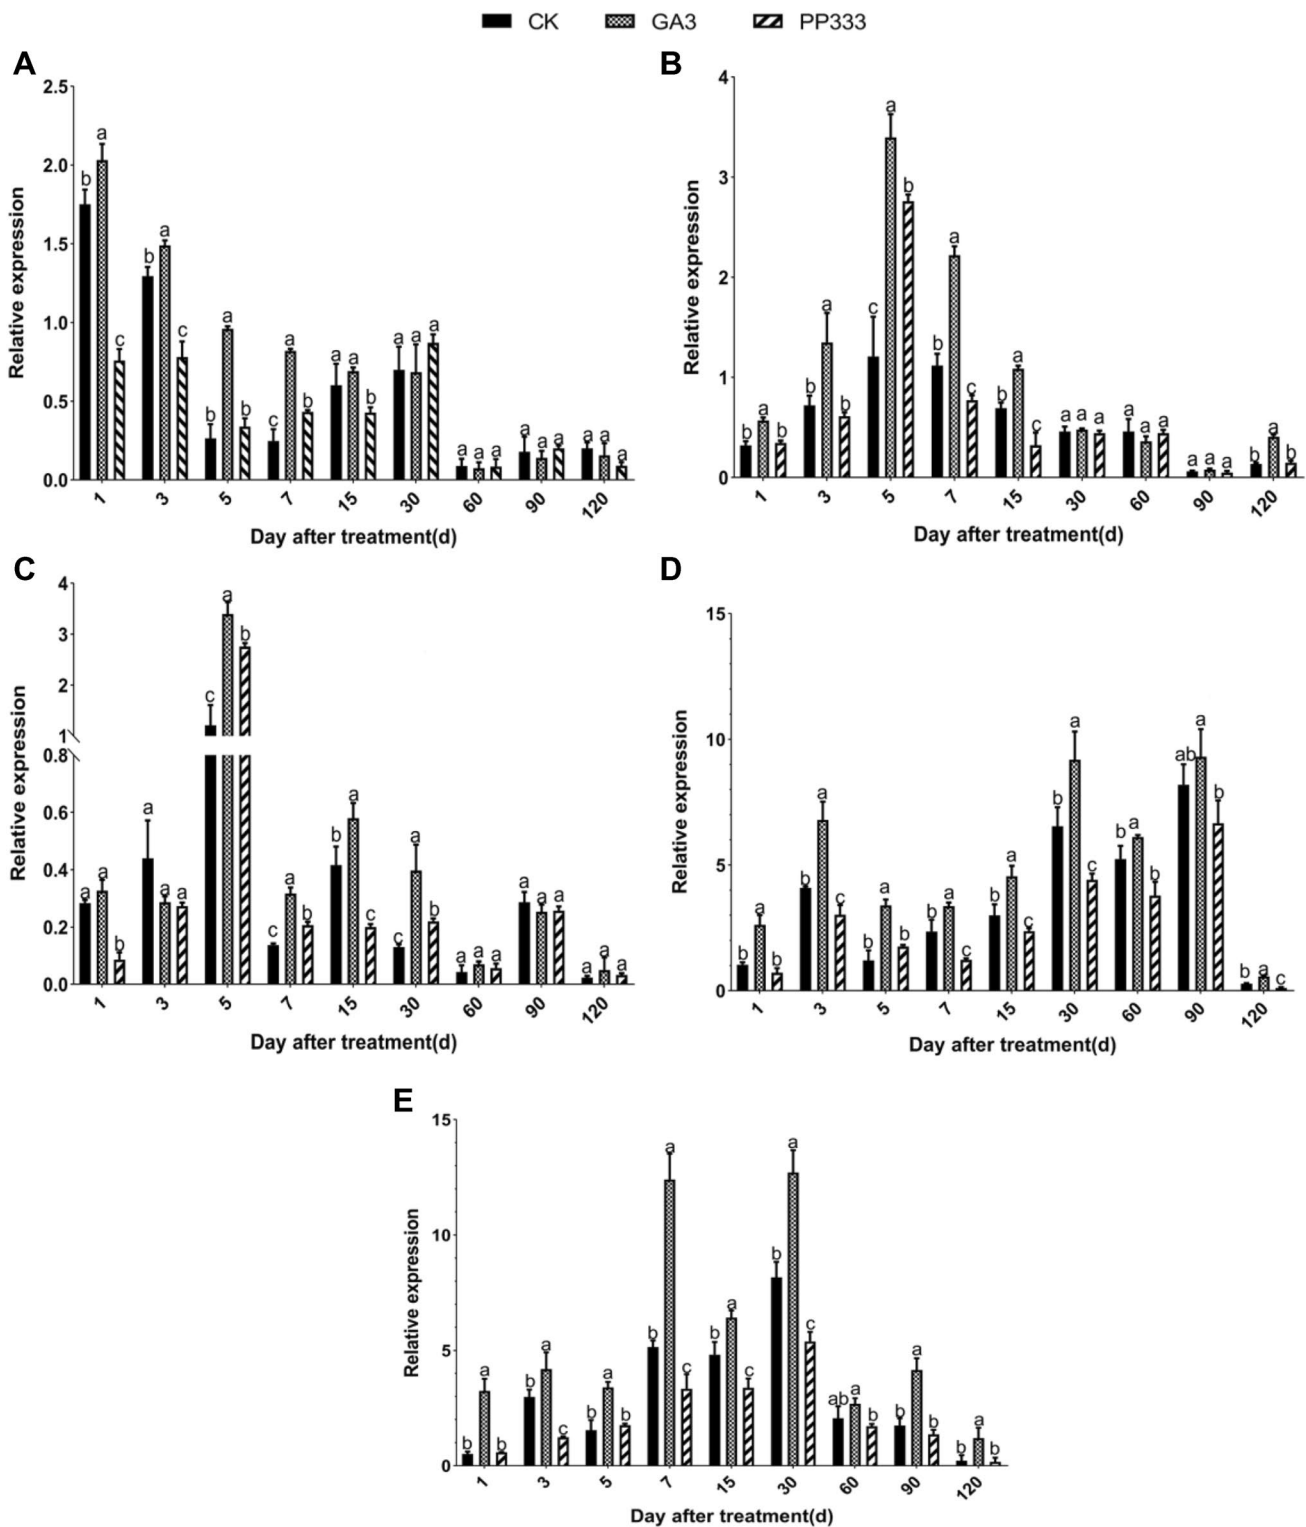 CK GA3 PP333
A
2.5
2.0
1.5
1.0
0.5
0.0
Relative expression
b a c
b a c
b a b
c a b
a a b
a a a
a a a
a a a
a a a
1 3 5 7 15 30 60 90 120
Day after treatment(d)
B
4
3
2
1
0
Relative expression
b a b
b a b
c a b
b a c
b a c
a a a
a a a
a a a
b a b
1 3 5 7 15 30 60 90 120
Day after treatment(d)
C
4
3
2
1
0.8
0.6
0.4
0.2
0.0
Relative expression
a a b
a a a
c a b
c a b
b a c
c a b
a a a
a a a
a a a
1 3 5 7 15 30 60 90 120
Day after treatment(d)
D
15
10
5
0
Relative expression
b a b
b a c
b a b
b a c
b a c
b a c
b a b
ab a b
b a c
1 3 5 7 15 30 60 90 120
Day after treatment(d)
E
15
10
5
0
Relative expression
b a b
b a c
b a b
b a c
b a c
b a c
ab a b
b a b
b a b
1 3 5 7 15 30 60 90 120
Day after treatment(d)